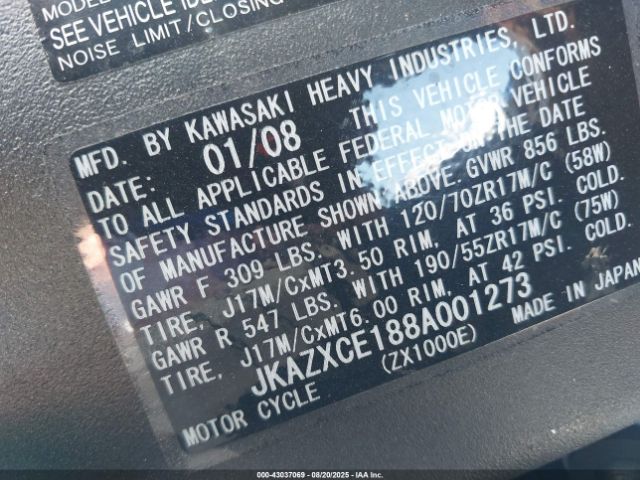 MODEL
SEE VEHICLE IDE
NOISE LIMIT/CLOSING
MFD. BY KAWASAKI HEAVY INDUSTRIES, LTD.
DATE: 01/08 THIS VEHICLE CONFORMS
TO ALL APPLICABLE FEDERAL MOTOR VEHICLE
SAFETY STANDARDS IN EFFECT ON THE DATE
OF MANUFACTURE SHOWN ABOVE. GVWR 856 LBS.
GAWR F 309 LBS. WITH 120/70ZR17M/C (58W)
TIRE, J17M/CxMT3.50 RIM, AT 36 PSI. COLD.
GAWR R 547 LBS. WITH 190/55ZR17M/C (75W)
TIRE, J17M/CxMT6.00 RIM, AT 42 PSI. COLD.
JKAZXCE188A001273
MOTOR CYCLE (ZX1000E) MADE IN JAPAN
000-43037069 - 08/20/2025 - IAAI.COM